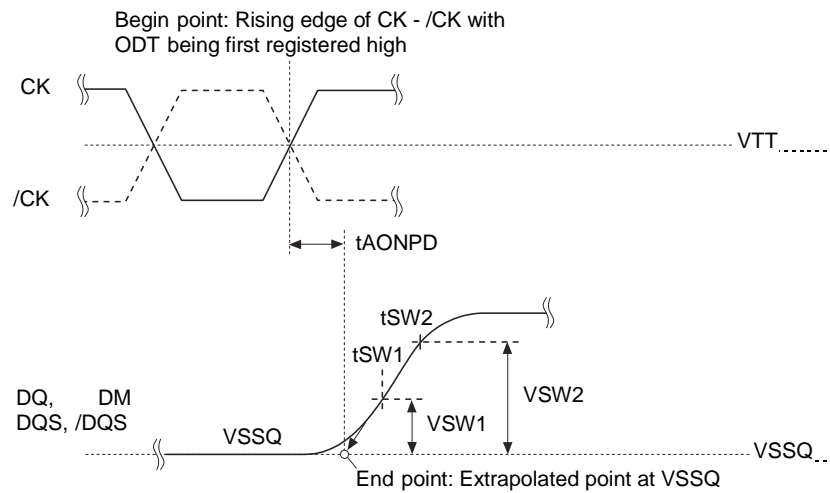 Begin point: Rising edge of CK - /CK with
ODT being first registered high
CK
VTT
/CK
tAONPD
tSW2
tSW1
DQ, DM
DQS, /DQS
VSW2
VSW1
VSSQ
VSSQ
End point: Extrapolated point at VSSQ